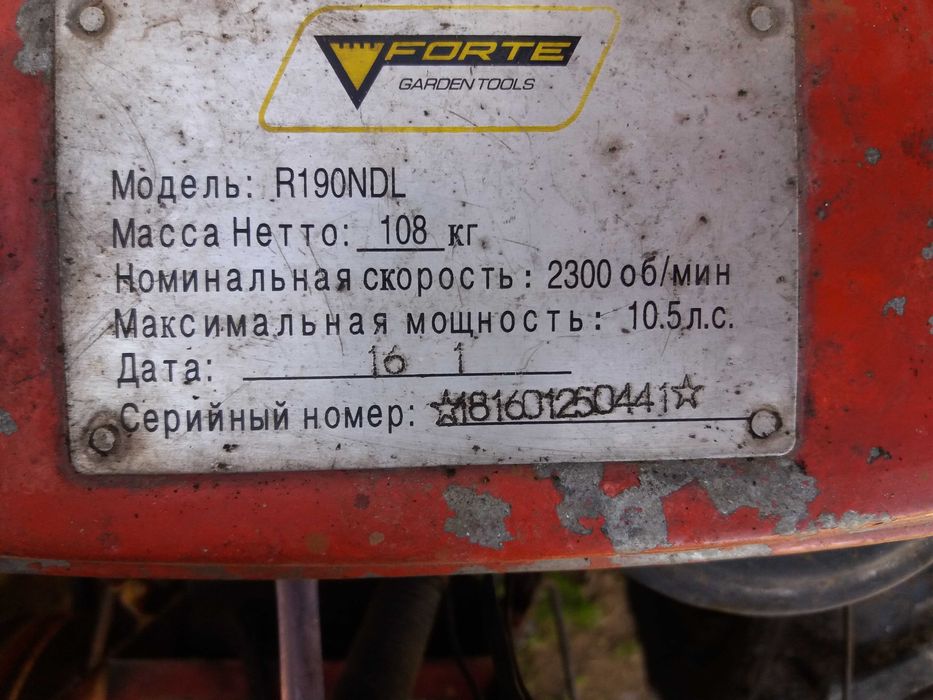 FORTE
GARDEN TOOLS
Модель: R190NDL
Масса Нетто: 108 кг
Номинальная скорость: 2300 об/мин
Максимальная мощность: 10.5л.с.
Дата: 16 1
Серийный номер: ☆181601250441☆